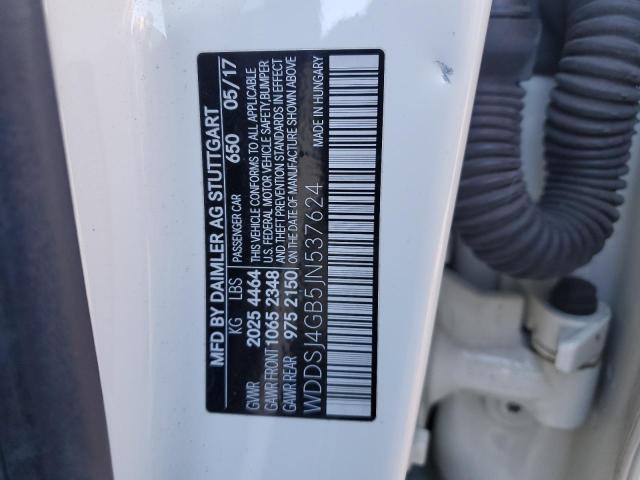 MFD BY DAIMLER AG STUTTGART
KG LBS PASSENGER CAR 650 05/17
GVWR 2025 4464 THIS VEHICLE CONFORMS TO ALL APPLICABLE
GAWR FRONT 1065 2348 U.S. FEDERAL MOTOR VEHICLE SAFETY,BUMPER
GAWR REAR 975 2150 AND THEFT PREVENTION STANDARDS IN EFFECT
ON THE DATE OF MANUFACTURE SHOWN ABOVE
WDDSJ4GB5JN537624 MADE IN HUNGARY